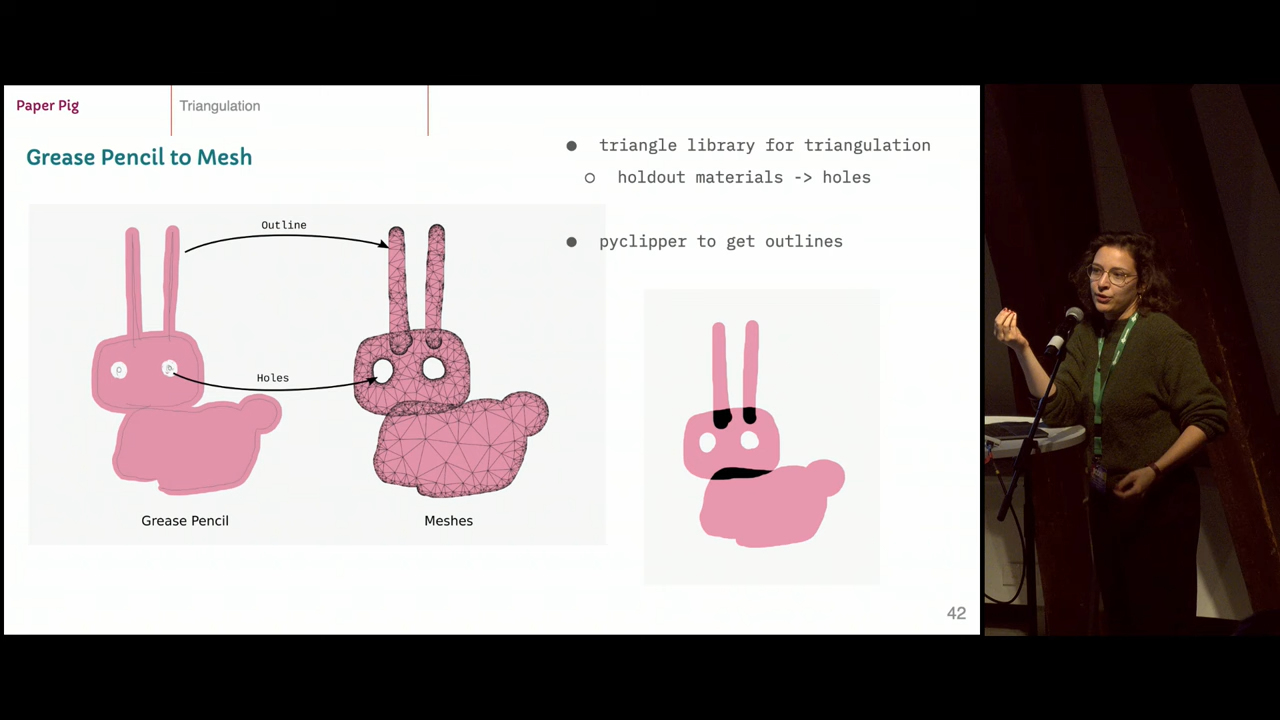 Paper Pig
Triangulation
Grease Pencil to Mesh
Outline
Holes
Grease Pencil
Meshes
● triangle library for triangulation
○ holdout materials -> holes
● pyclipper to get outlines
42